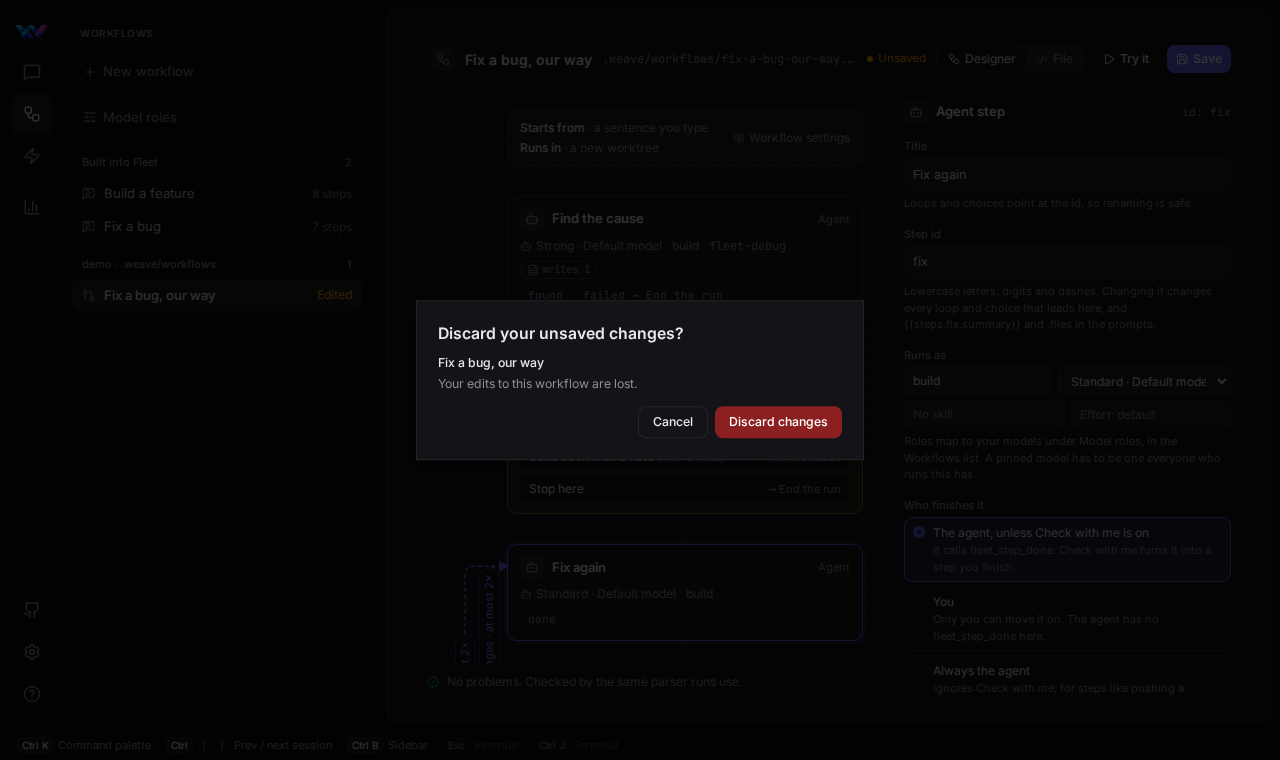 WORKFLOWS
New workflow
Model roles
Built into Fleet 2
Build a feature 8 steps
Fix a bug 7 steps
demo · .weave/workflows 1
Fix a bug, our way Edited
Fix a bug, our way .weave/workflows/fix-a-bug-our-way.… Unsaved Designer File Try it Save
Starts from · a sentence you type
Runs in · a new worktree
Workflow settings
Find the cause Agent
Strong · Default model build fleet-debug
writes 1
found failed → End the run
Discard your unsaved changes?
Fix a bug, our way
Your edits to this workflow are lost.
Cancel Discard changes
Stop here → End the run
Fix again Agent
Standard · Default model build
done
nges · at most 2×
t 2×
No problems. Checked by the same parser runs use.
Agent step id: fix
Title
Fix again
Loops and choices point at the id, so renaming is safe.
Step id
fix
Lowercase letters, digits and dashes. Changing it changes
every loop and choice that leads here, and
{{steps.fix.summary}} and .files in the prompts.
Runs as
build Standard · Default mode
No skill Effort: default
Roles map to your models under Model roles, in the
Workflows list. A pinned model has to be one everyone who
runs this has.
Who finishes it
The agent, unless Check with me is on
It calls fleet_step_done. Check with me turns it into a
step you finish.
You
Only you can move it on. The agent has no
fleet_step_done here.
Always the agent
Ignores Check with me, for steps like pushing a
Ctrl K Command palette Ctrl [ ] Prev / next session Ctrl B Sidebar Esc Interrupt Ctrl J Terminal